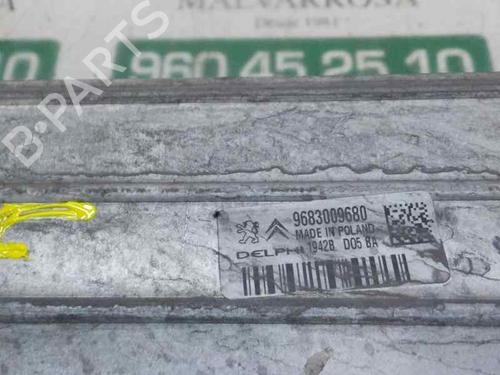 MALVARROSA
Desde 1981
960 45 25 10
B-PARTS
9683009680
MADE IN POLAND
DELPHI 1942B D05 BA